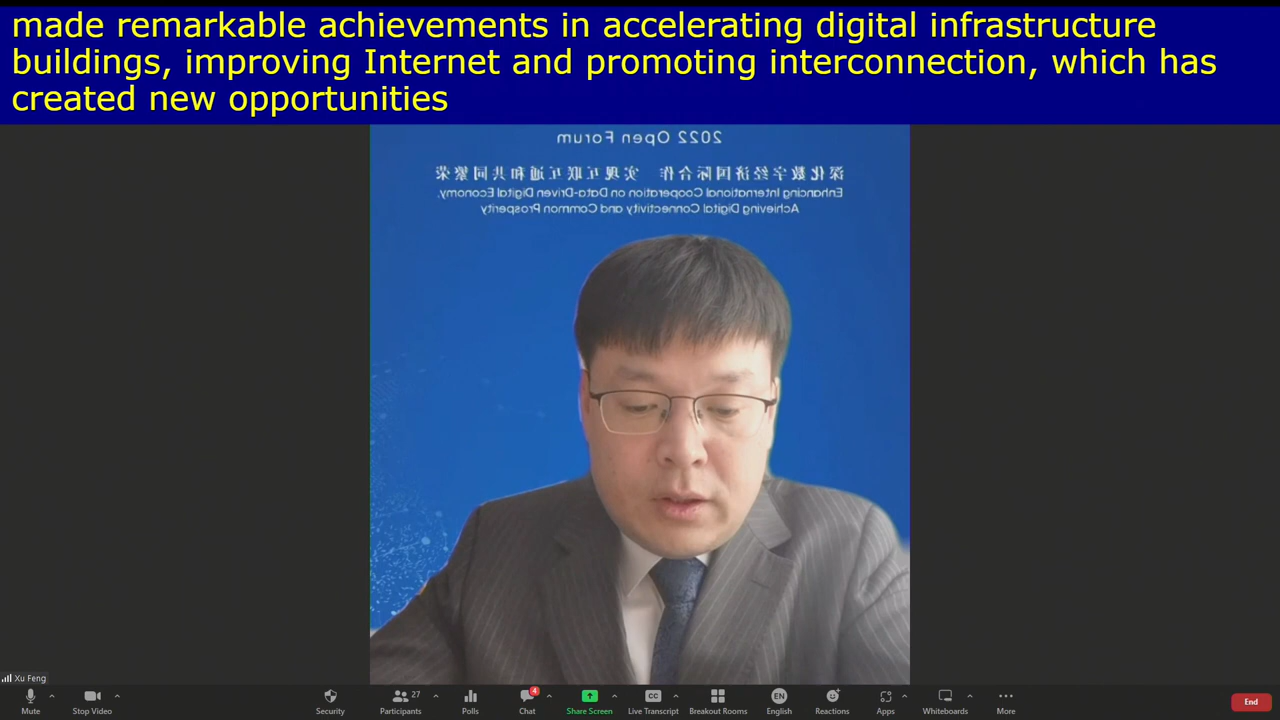 made remarkable achievements in accelerating digital infrastructure
buildings, improving Internet and promoting interconnection, which has
created new opportunities
2022 Open Forum
深化数字经济国际合作 实现互联互通和共同繁荣
Enhancing International Cooperation on Data-Driven Digital Economy,
Achieving Digital Connectivity and Common Prosperity
Xu Feng
Mute
Stop Video
Security
Participants 27
Polls
Chat 4
Share Screen
CC Live Transcript
Breakout Rooms
EN English
Reactions
Apps
Whiteboards
More
End